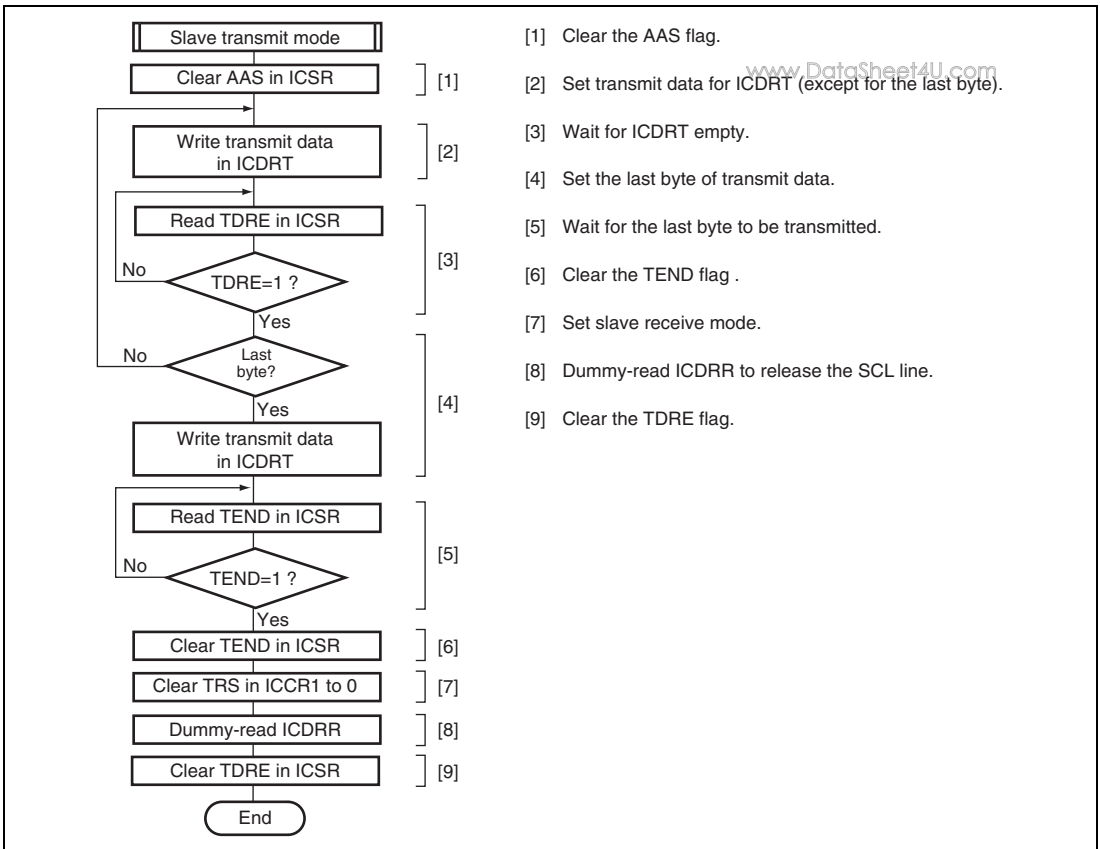 Slave transmit mode
Clear AAS in ICSR
[1]
Write transmit data
in ICDRT
[2]
Read TDRE in ICSR
[3]
No
TDRE=1 ?
Yes
No
Last
byte?
[4]
Yes
Write transmit data
in ICDRT
Read TEND in ICSR
[5]
No
TEND=1 ?
Yes
Clear TEND in ICSR
[6]
Clear TRS in ICCR1 to 0
[7]
Dummy-read ICDRR
[8]
Clear TDRE in ICSR
[9]
End
[1] Clear the AAS flag.
www.DataSheet4U.com
[2] Set transmit data for ICDRT (except for the last byte).
[3] Wait for ICDRT empty.
[4] Set the last byte of transmit data.
[5] Wait for the last byte to be transmitted.
[6] Clear the TEND flag .
[7] Set slave receive mode.
[8] Dummy-read ICDRR to release the SCL line.
[9] Clear the TDRE flag.